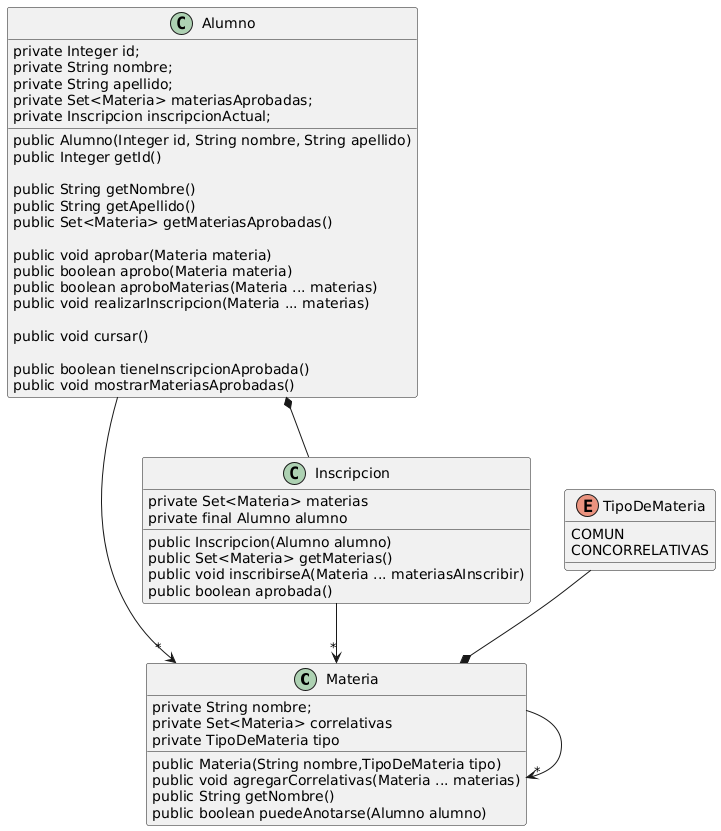 C Alumno
private Integer id;
private String nombre;
private String apellido;
private Set<Materia> materiasAprobadas;
private Inscripcion inscripcionActual;
public Alumno(Integer id, String nombre, String apellido)
public Integer getId()
public String getNombre()
public String getApellido()
public Set<Materia> getMateriasAprobadas()
public void aprobar(Materia materia)
public boolean aprobo(Materia materia)
public boolean aproboMaterias(Materia ... materias)
public void realizarInscripcion(Materia ... materias)
public void cursar()
public boolean tieneInscripcionAprobada()
public void mostrarMateriasAprobadas()
C Inscripcion
private Set<Materia> materias
private final Alumno alumno
public Inscripcion(Alumno alumno)
public Set<Materia> getMaterias()
public void inscribirseA(Materia ... materiasAInscribir)
public boolean aprobada()
E TipoDeMateria
COMUN
CONCORRELATIVAS
*
*
C Materia
private String nombre;
private Set<Materia> correlativas
private TipoDeMateria tipo
public Materia(String nombre,TipoDeMateria tipo)
public void agregarCorrelativas(Materia ... materias)
public String getNombre()
public boolean puedeAnotarse(Alumno alumno)
*